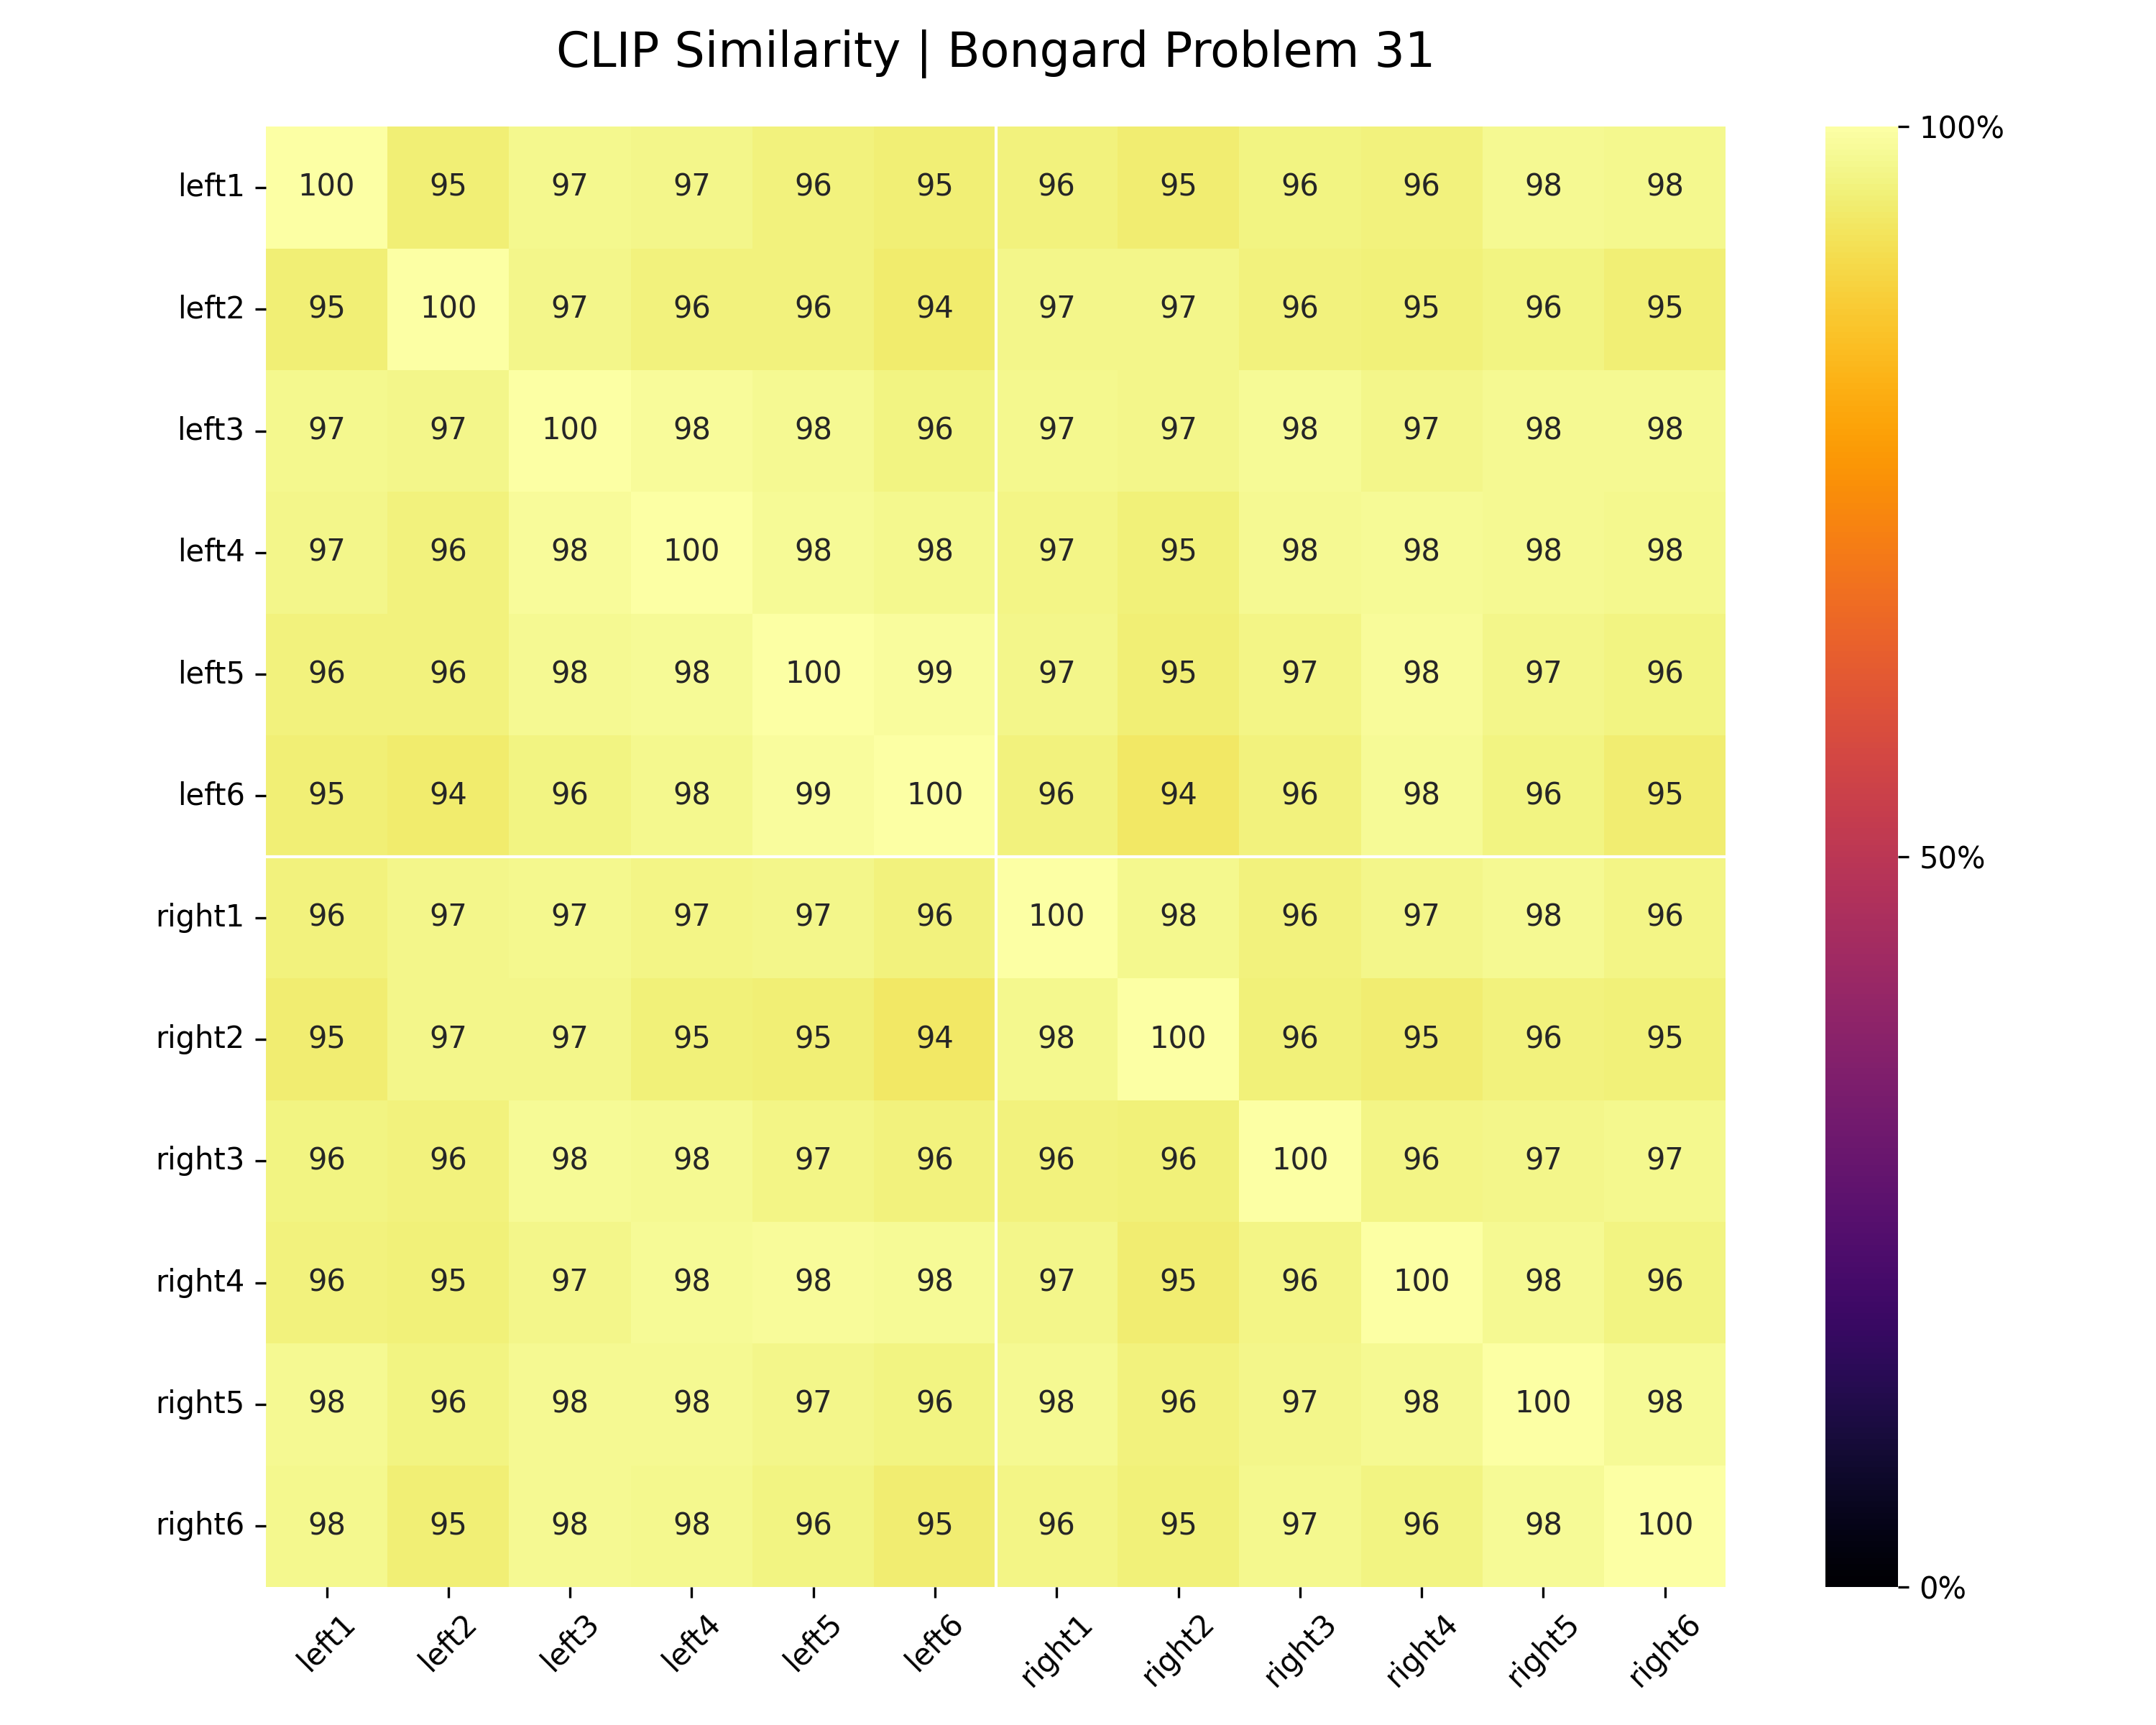 CLIP Similarity | Bongard Problem 31
left1 100 95 97 97 96 95 96 95 96 96 98 98
left2 95 100 97 96 96 94 97 97 96 95 96 95
left3 97 97 100 98 98 96 97 97 98 97 98 98
left4 97 96 98 100 98 98 97 95 98 98 98 98
left5 96 96 98 98 100 99 97 95 97 98 97 96
left6 95 94 96 98 99 100 96 94 96 98 96 95
right1 96 97 97 97 97 96 100 98 96 97 98 96
right2 95 97 97 95 95 94 98 100 96 95 96 95
right3 96 96 98 98 97 96 96 96 100 96 97 97
right4 96 95 97 98 98 98 97 95 96 100 98 96
right5 98 96 98 98 97 96 98 96 97 98 100 98
right6 98 95 98 98 96 95 96 95 97 96 98 100
left1 left2 left3 left4 left5 left6 right1 right2 right3 right4 right5 right6
100%
50%
0%